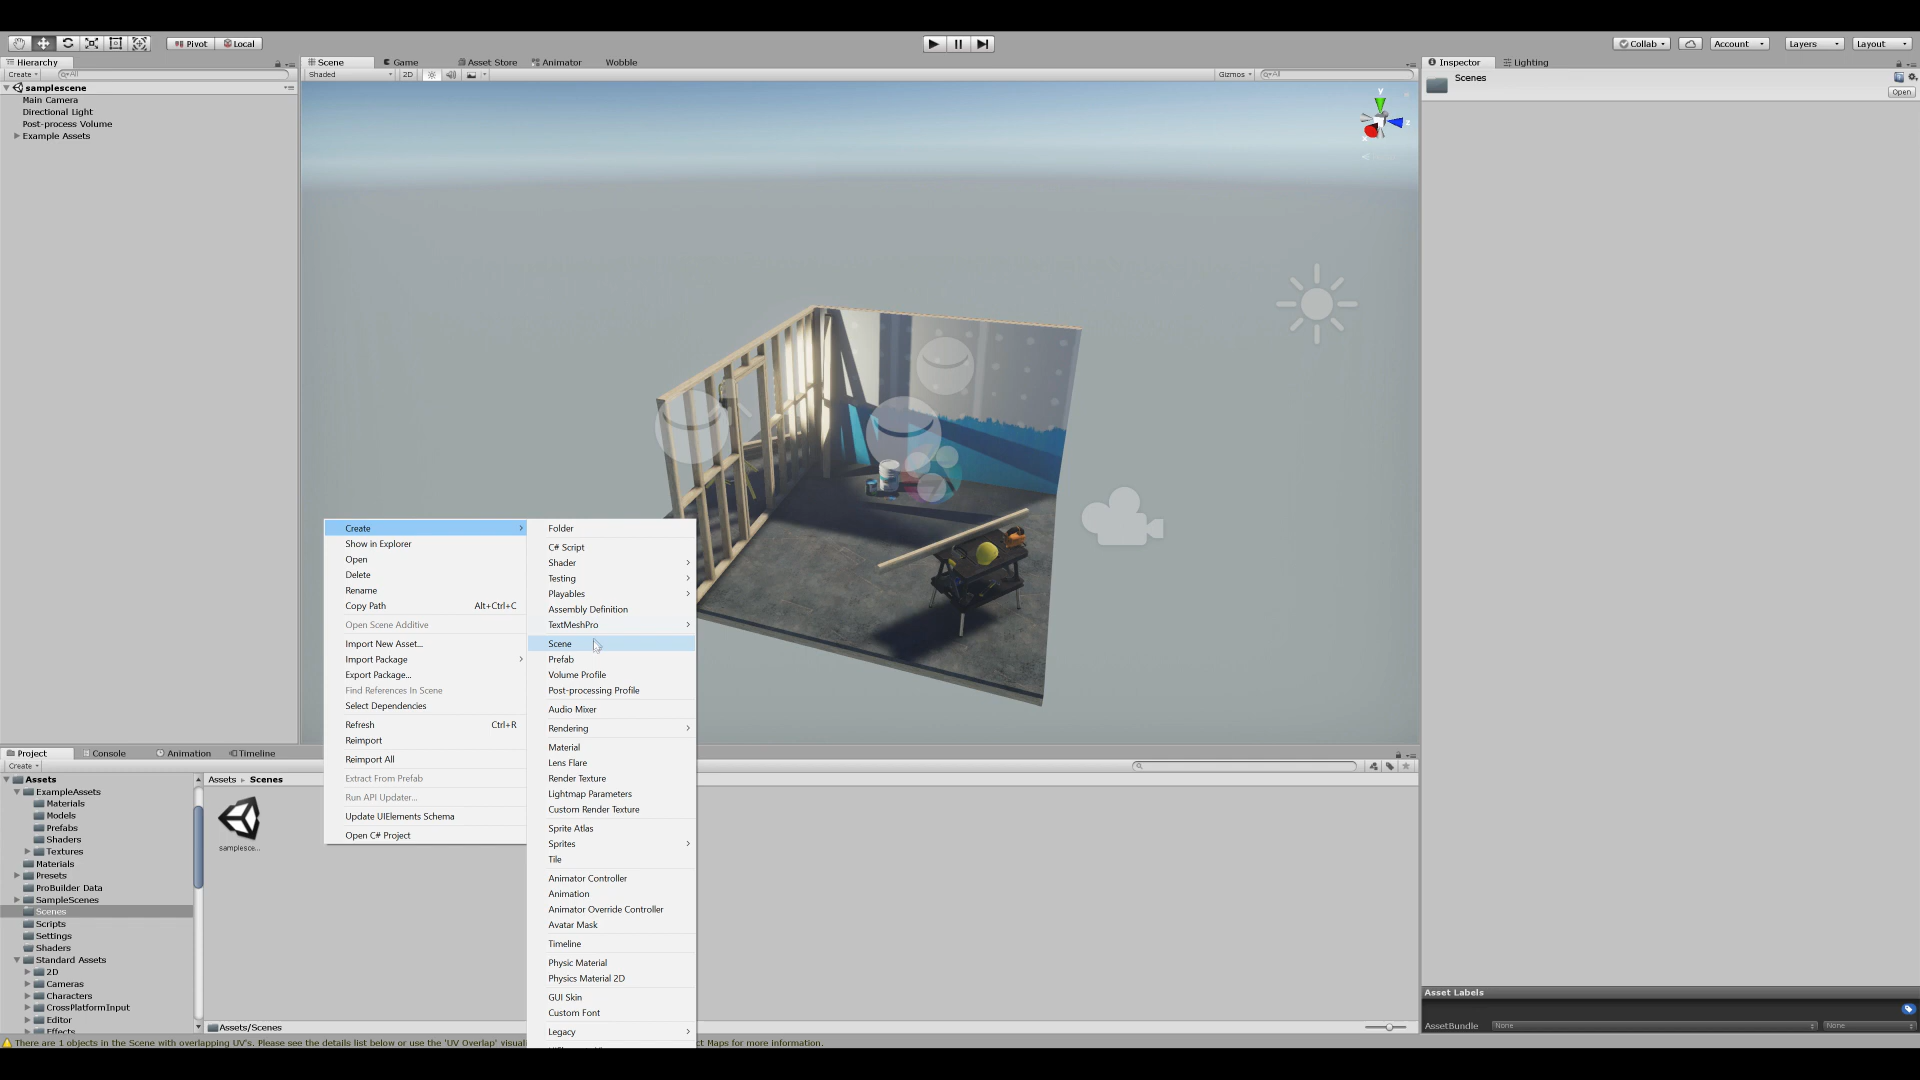 Pivot
Local
Collab
Account
Layers
Layout
Hierarchy
Scene
Game
Asset Store
Animator
Wobble
Inspector
Lighting
Create
All
Shaded
2D
Gizmos
All
Scenes
Open
samplescene
Main Camera
Directional Light
Post-process Volume
Example Assets
y
z
Create
Show in Explorer
Open
Delete
Rename
Copy Path Alt+Ctrl+C
Open Scene Additive
Import New Asset...
Import Package
Export Package...
Find References In Scene
Select Dependencies
Refresh Ctrl+R
Reimport
Reimport All
Extract From Prefab
Run API Updater...
Update UIElements Schema
Open C# Project
Folder
C# Script
Shader
Testing
Playables
Assembly Definition
TextMeshPro
Scene
Prefab
Volume Profile
Post-processing Profile
Audio Mixer
Rendering
Material
Lens Flare
Render Texture
Lightmap Parameters
Custom Render Texture
Sprite Atlas
Sprites
Tile
Animator Controller
Animation
Animator Override Controller
Avatar Mask
Timeline
Physic Material
Physics Material 2D
GUI Skin
Custom Font
Legacy
Project
Console
Animation
Timeline
Create
Assets
ExampleAssets
Materials
Models
Prefabs
Shaders
Textures
Materials
Presets
ProBuilder Data
SampleScenes
Scenes
Scripts
Settings
Shaders
Standard Assets
2D
Cameras
Characters
CrossPlatformInput
Editor
Effects
Assets ▸ Scenes
samplesce...
Assets/Scenes
Asset Labels
AssetBundle None None
There are 1 objects in the Scene with overlapping UV's. Please see the details list below or use the 'UV Overlap' visuali
ct Maps for more information.